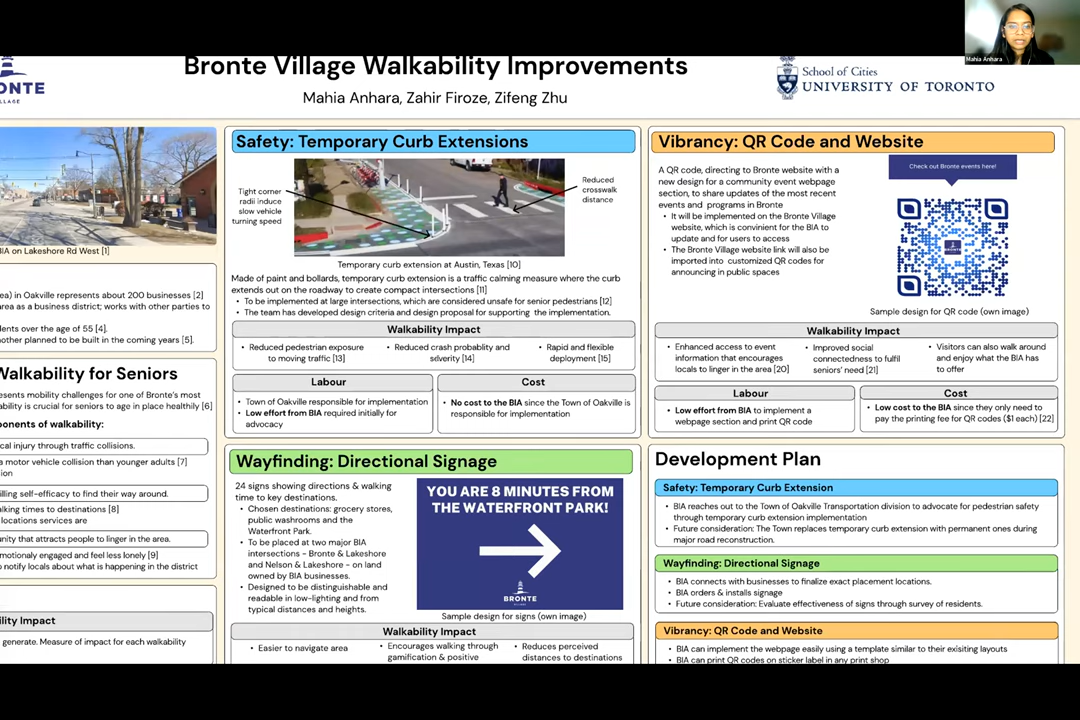 Mahia Anhara
Bronte Village Walkability Improvements
Mahia Anhara, Zahir Firoze, Zifeng Zhu
ONTE
LLAGE
School of Cities
UNIVERSITY OF TORONTO
BIA on Lakeshore Rd West [1]
ea) in Oakville represents about 200 businesses [2]
area as a business district; works with other parties to
dents over the age of 55 [4].
nother planned to be built in the coming years [5].
Walkability for Seniors
esents mobility challenges for one of Bronte's most
ability is crucial for seniors to age in place healthily [6]
ponents of walkability:
cal injury through traffic collisions.
a motor vehicle collision than younger adults [7]
ion
illing self-efficacy to find their way around.
alking times to destinations [8]
locations services are
unity that attracts people to linger in the area.
motionaly engaged and feel less lonely [9]
o notify locals about what is happening in the district
ility Impact
generate. Measure of impact for each walkability
Safety: Temporary Curb Extensions
Tight corner
radii induce
slow vehicle
turning speed
Reduced
crosswalk
distance
Temporary curb extension at Austin, Texas [10]
Made of paint and bollards, temporary curb extension is a traffic calming measure where the curb
extends out on the roadway to create compact intersections [11]
• To be implemented at large intersections, which are considered unsafe for senior pedestrians [12]
• The team has developed design criteria and design proposal for supporting the implementation.
Walkability Impact
• Reduced pedestrian exposure
to moving traffic [13]
• Reduced crash probablity and
sdverity [14]
• Rapid and flexible
deployment [15]
Labour
• Town of Oakville responsible for implementation
• Low effort from BIA required initially for
advocacy
Cost
• No cost to the BIA since the Town of Oakville is
responsible for implementation
Wayfinding: Directional Signage
24 signs showing directions & walking
time to key destinations.
• Chosen destinations: grocery stores,
public washrooms and the
Waterfront Park.
• To be placed at two major BIA
intersections - Bronte & Lakeshore
and Nelson & Lakeshore - on land
owned by BIA businesses.
• Designed to be distinguishable and
readable in low-lighting and from
typical distances and heights.
YOU ARE 8 MINUTES FROM
THE WATERFRONT PARK!
BRONTE
VILLAGE
Sample design for signs (own image)
Walkability Impact
• Easier to navigate area
• Encourages walking through
gamification & positive
• Reduces perceived
distances to destinations
Vibrancy: QR Code and Website
A QR code, directing to Bronte website with a
new design for a community event webpage
section, to share updates of the most recent
events and programs in Bronte
• It will be implemented on the Bronte Village
website, which is convinient for the BIA to
update and for users to access
• The Bronte Village website link will also be
imported into customized QR codes for
announcing in public spaces
Check out Bronte events here!
BRONTE
Sample design for QR code (own image)
Walkability Impact
• Enhanced access to event
information that encourages
locals to linger in the area [20]
• Improved social
connectedness to fulfil
seniors' need [21]
• Visitors can also walk around
and enjoy what the BIA has
to offer
Labour
• Low effort from BIA to implement a
webpage section and print QR code
Cost
• Low cost to the BIA since they only need to
pay the printing fee for QR codes ($1 each) [22]
Development Plan
Safety: Temporary Curb Extension
• BIA reaches out to the Town of Oakville Transportation division to advocate for pedestrian safety
through temporary curb extension implementation
• Future consideration: The Town replaces temporary curb extension with permanent ones during
major road reconstruction.
Wayfinding: Directional Signage
• BIA connects with businesses to finalize exact placement locations.
• BIA orders & installs signage
• Future consideration: Evaluate effectiveness of signs through survey of residents.
Vibrancy: QR Code and Website
• BIA can implement the webpage easily using a template similar to their exisiting layouts
• BIA can print QR codes on sticker label in any print shop